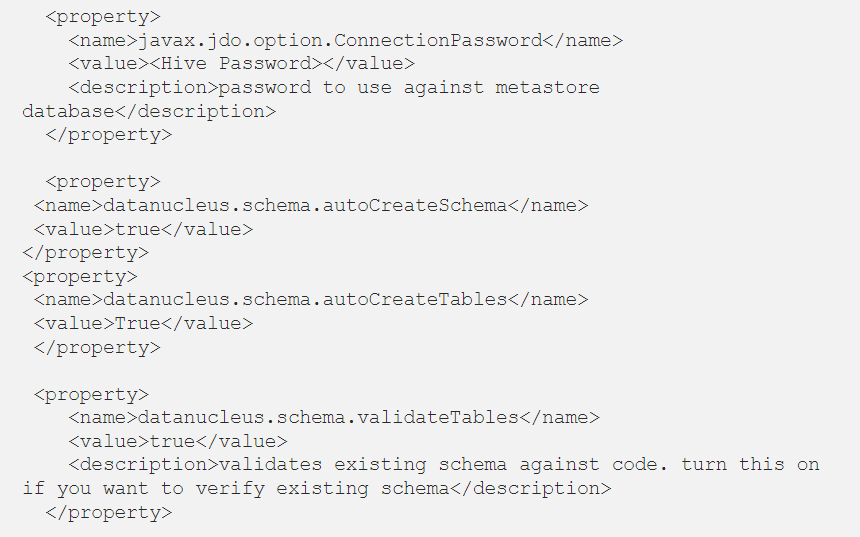 <property>
<name>javax.jdo.option.ConnectionPassword</name>
<value><Hive Password></value>
<description>password to use against metastore
database</description>
</property>
<property>
<name>datanucleus.schema.autoCreateSchema</name>
<value>true</value>
</property>
<property>
<name>datanucleus.schema.autoCreateTables</name>
<value>True</value>
</property>
<property>
<name>datanucleus.schema.validateTables</name>
<value>true</value>
<description>validates existing schema against code. turn this on
if you want to verify existing schema</description>
</property>